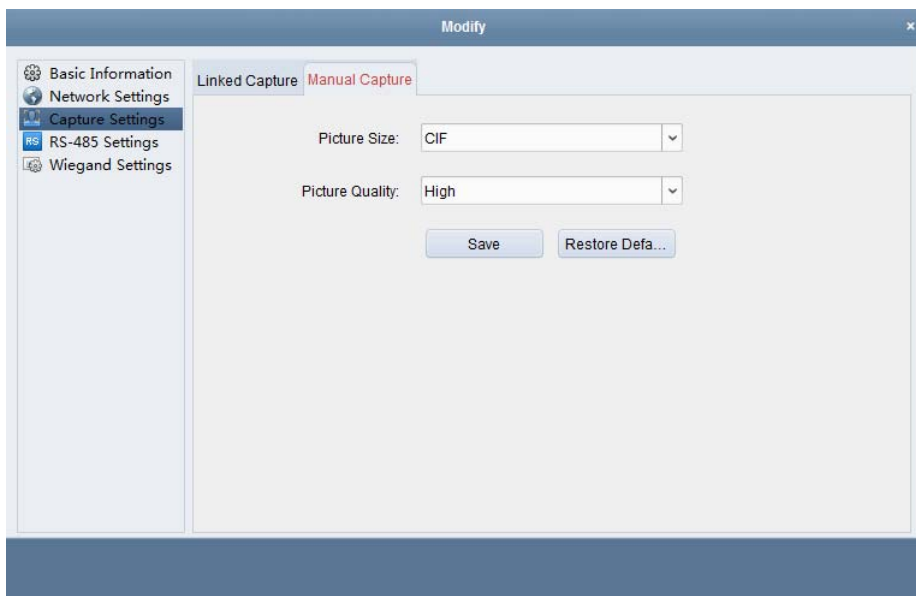 Modify
Basic Information
Network Settings
Capture Settings
RS RS-485 Settings
Wiegand Settings
Linked Capture Manual Capture
Picture Size: CIF
Picture Quality: High
Save Restore Defa...